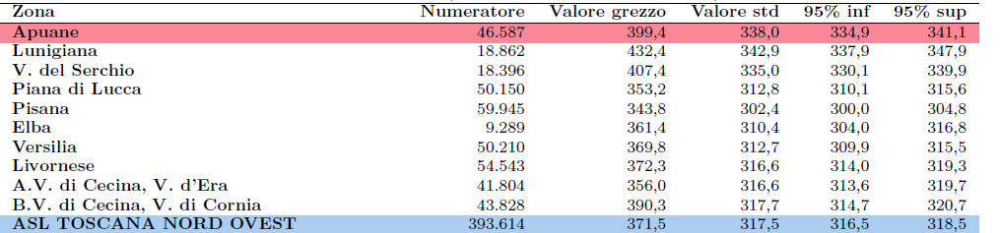 Zona Numeratore Valore grezzo Valore std 95% inf 95% sup
Apuane 46.587 399,4 338,0 334,9 341,1
Lunigiana 18.862 432,4 342,9 337,9 347,9
V. del Serchio 18.396 407,4 335,0 330,1 339,9
Piana di Lucca 50.150 353,2 312,8 310,1 315,6
Pisana 59.945 343,8 302,4 300,0 304,8
Elba 9.289 361,4 310,4 304,0 316,8
Versilia 50.210 369,8 312,7 309,9 315,5
Livornese 54.543 372,3 316,6 314,0 319,3
A.V. di Cecina, V. d'Era 41.804 356,0 316,6 313,6 319,7
B.V. di Cecina, V. di Cornia 43.828 390,3 317,7 314,7 320,7
ASL TOSCANA NORD OVEST 393.614 371,5 317,5 316,5 318,5